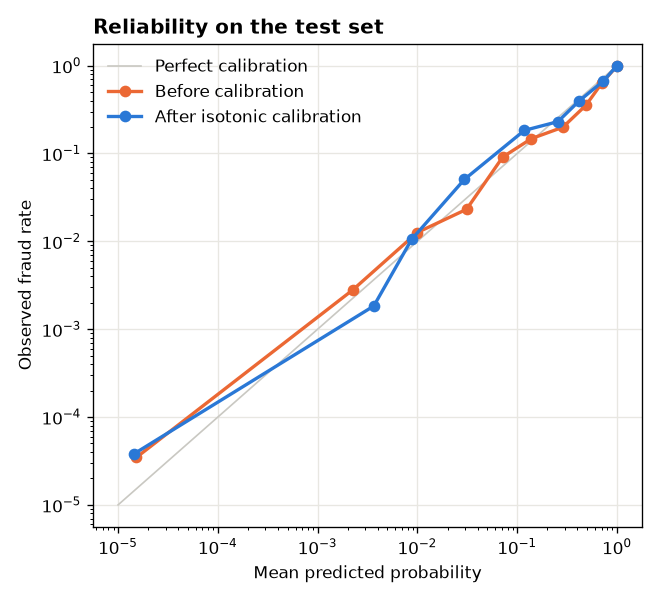 Reliability on the test set
Perfect calibration
Before calibration
After isotonic calibration
Observed fraud rate
10⁰
10⁻¹
10⁻²
10⁻³
10⁻⁴
10⁻⁵
10⁻⁵ 10⁻⁴ 10⁻³ 10⁻² 10⁻¹ 10⁰
Mean predicted probability